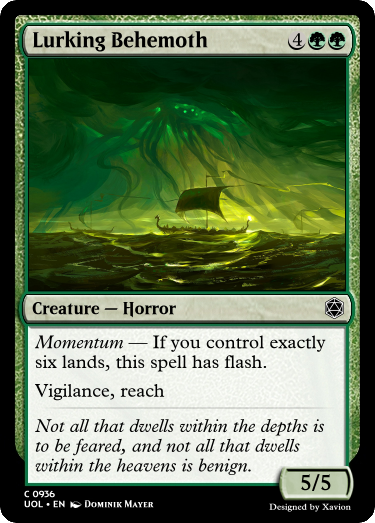 Lurking Behemoth 4
Creature — Horror
Momentum — If you control exactly
six lands, this spell has flash.
Vigilance, reach
Not all that dwells within the depths is
to be feared, and not all that dwells
within the heavens is benign.
5/5
C 0936
UOL • EN Dominik Mayer
Designed by Xavion